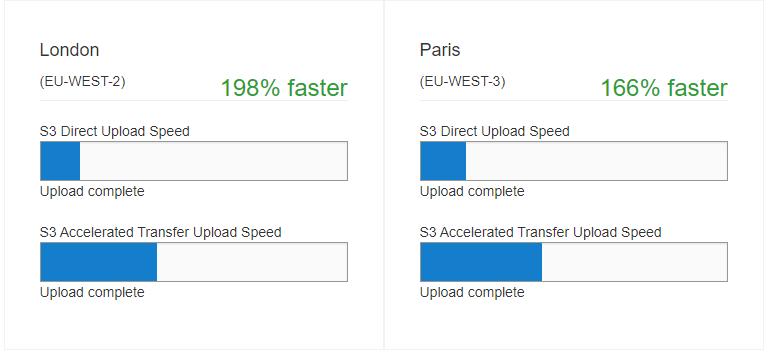 London
(EU-WEST-2)
198% faster
S3 Direct Upload Speed
Upload complete
S3 Accelerated Transfer Upload Speed
Upload complete
Paris
(EU-WEST-3)
166% faster
S3 Direct Upload Speed
Upload complete
S3 Accelerated Transfer Upload Speed
Upload complete